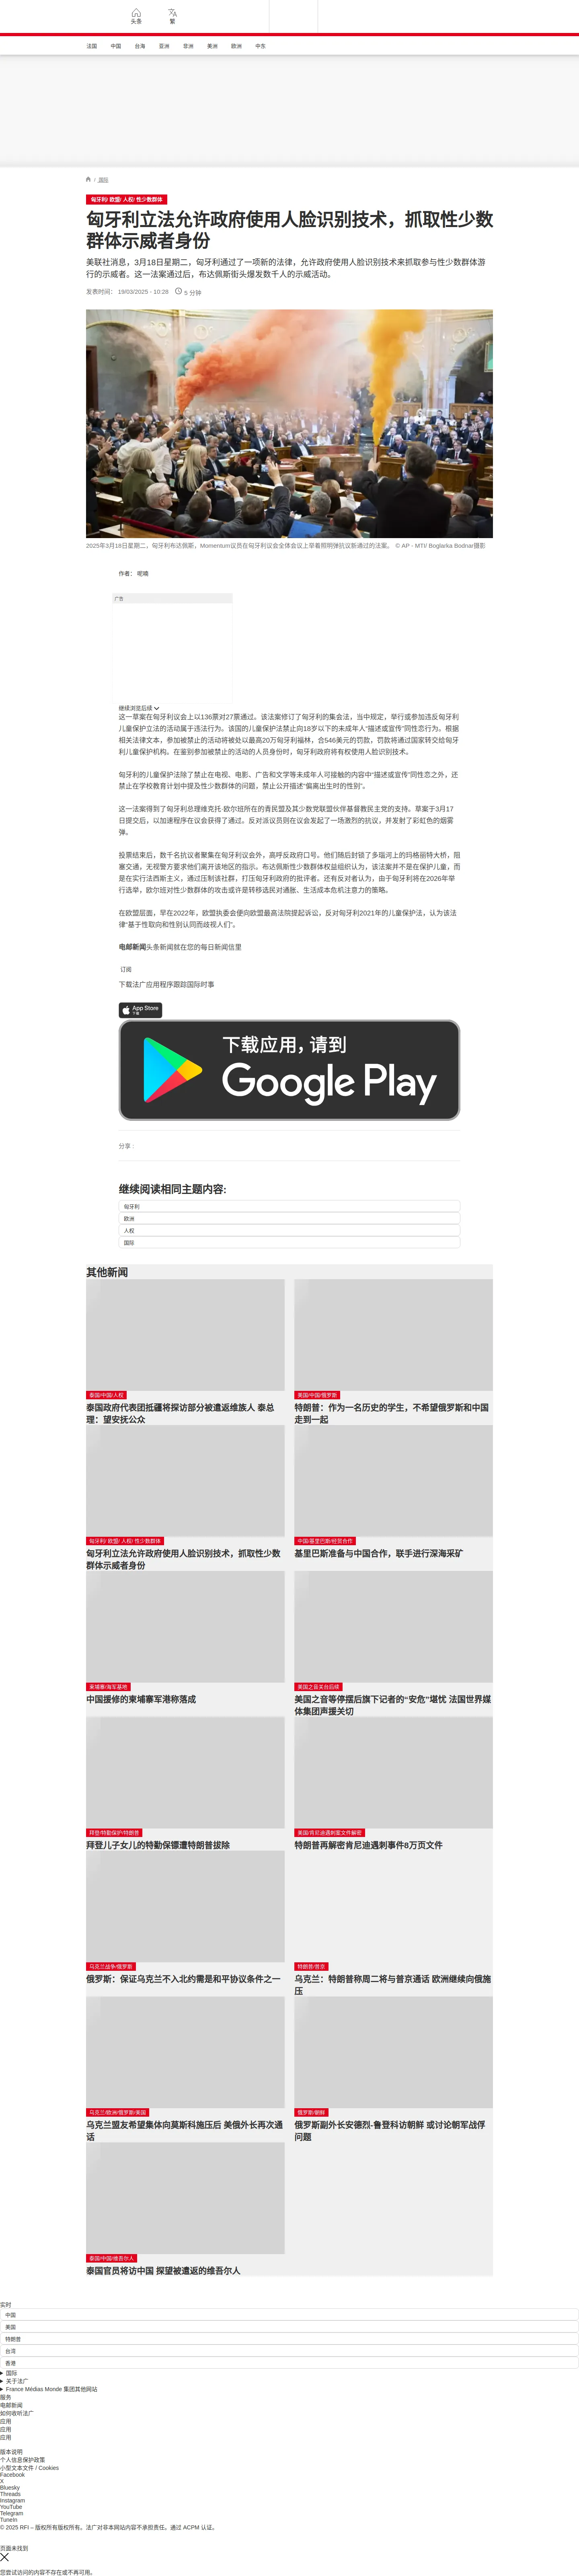 头条
繁
法国 中国 台海 亚洲 非洲 美洲 欧洲 中东
/ 国际
匈牙利/ 欧盟/ 人权/ 性少数群体
匈牙利立法允许政府使用人脸识别技术，抓取性少数
群体示威者身份
美联社消息，3月18日星期二，匈牙利通过了一项新的法律，允许政府使用人脸识别技术来抓取参与性少数群体游
行的示威者。这一法案通过后，布达佩斯街头爆发数千人的示威活动。
发表时间： 19/03/2025 - 10:28 5 分钟
2025年3月18日星期二，匈牙利布达佩斯，Momentum议员在匈牙利议会全体会议上举着照明弹抗议新通过的法案。 © AP - MTI/ Boglarka Bodnar摄影
作者： 呢喃
广告
继续浏览后续
这一草案在匈牙利议会上以136票对27票通过。该法案修订了匈牙利的集会法，当中规定，举行或参加违反匈牙利
儿童保护立法的活动属于违法行为。该国的儿童保护法禁止向18岁以下的未成年人“描述或宣传”同性恋行为。根据
相关法律文本，参加被禁止的活动将被处以最高20万匈牙利福林，合546美元的罚款，罚款将通过国家转交给匈牙
利儿童保护机构。在鉴别参加被禁止的活动的人员身份时，匈牙利政府将有权使用人脸识别技术。
匈牙利的儿童保护法除了禁止在电视、电影、广告和文学等未成年人可接触的内容中“描述或宣传”同性恋之外，还
禁止在学校教育计划中提及性少数群体的问题，禁止公开描述“偏离出生时的性别”。
这一法案得到了匈牙利总理维克托·欧尔班所在的青民盟及其少数党联盟伙伴基督教民主党的支持。草案于3月17
日提交后，以加速程序在议会获得了通过。反对派议员则在议会发起了一场激烈的抗议，并发射了彩虹色的烟雾
弹。
投票结束后，数千名抗议者聚集在匈牙利议会外，高呼反政府口号。他们随后封锁了多瑙河上的玛格丽特大桥，阻
塞交通，无视警方要求他们离开该地区的指示。布达佩斯性少数群体权益组织认为，该法案并不是在保护儿童，而
是在实行法西斯主义，通过压制该社群，打压匈牙利政府的批评者。还有反对者认为，由于匈牙利将在2026年举
行选举，欧尔班对性少数群体的攻击或许是转移选民对通胀、生活成本危机注意力的策略。
在欧盟层面，早在2022年，欧盟执委会便向欧盟最高法院提起诉讼，反对匈牙利2021年的儿童保护法，认为该法
律“基于性取向和性别认同而歧视人们”。
电邮新闻头条新闻就在您的每日新闻信里
订阅
下载法广应用程序跟踪国际时事
App Store
下载
下载应用，请到
Google Play
分享 :
继续阅读相同主题内容:
匈牙利
欧洲
人权
国际
其他新闻
泰国/中国/人权
泰国政府代表团抵疆将探访部分被遣返维族人 泰总
理：望安抚公众
美国/中国/俄罗斯
特朗普：作为一名历史的学生，不希望俄罗斯和中国
走到一起
匈牙利/ 欧盟/ 人权/ 性少数群体
匈牙利立法允许政府使用人脸识别技术，抓取性少数
群体示威者身份
中国/基里巴斯/经贸合作
基里巴斯准备与中国合作，联手进行深海采矿
柬埔寨/海军基地
中国援修的柬埔寨军港称落成
美国之音关台后续
美国之音等停摆后旗下记者的“安危”堪忧 法国世界媒
体集团声援关切
拜登/特勤保护/特朗普
拜登儿子女儿的特勤保镖遭特朗普拔除
美国/肯尼迪遇刺案文件解密
特朗普再解密肯尼迪遇刺事件8万页文件
乌克兰战争/俄罗斯
俄罗斯：保证乌克兰不入北约需是和平协议条件之一
特朗普/普京
乌克兰：特朗普称周二将与普京通话 欧洲继续向俄施
压
乌克兰/欧洲/俄罗斯/美国
乌克兰盟友希望集体向莫斯科施压后 美俄外长再次通
话
俄罗斯/朝鲜
俄罗斯副外长安德烈-鲁登科访朝鲜 或讨论朝军战俘
问题
泰国/中国/维吾尔人
泰国官员将访中国 探望被遣返的维吾尔人
实时
中国
美国
特朗普
台湾
香港
国际
关于法广
France Médias Monde 集团其他网站
服务
电邮新闻
如何收听法广
应用
应用
应用
版本说明
个人信息保护政策
小型文本文件 / Cookies
Facebook
X
Bluesky
Threads
Instagram
YouTube
Telegram
TuneIn
© 2025 RFI – 版权所有版权所有。法广对非本网站内容不承担责任。通过 ACPM 认证。
页面未找到
您尝试访问的内容不存在或不再可用。